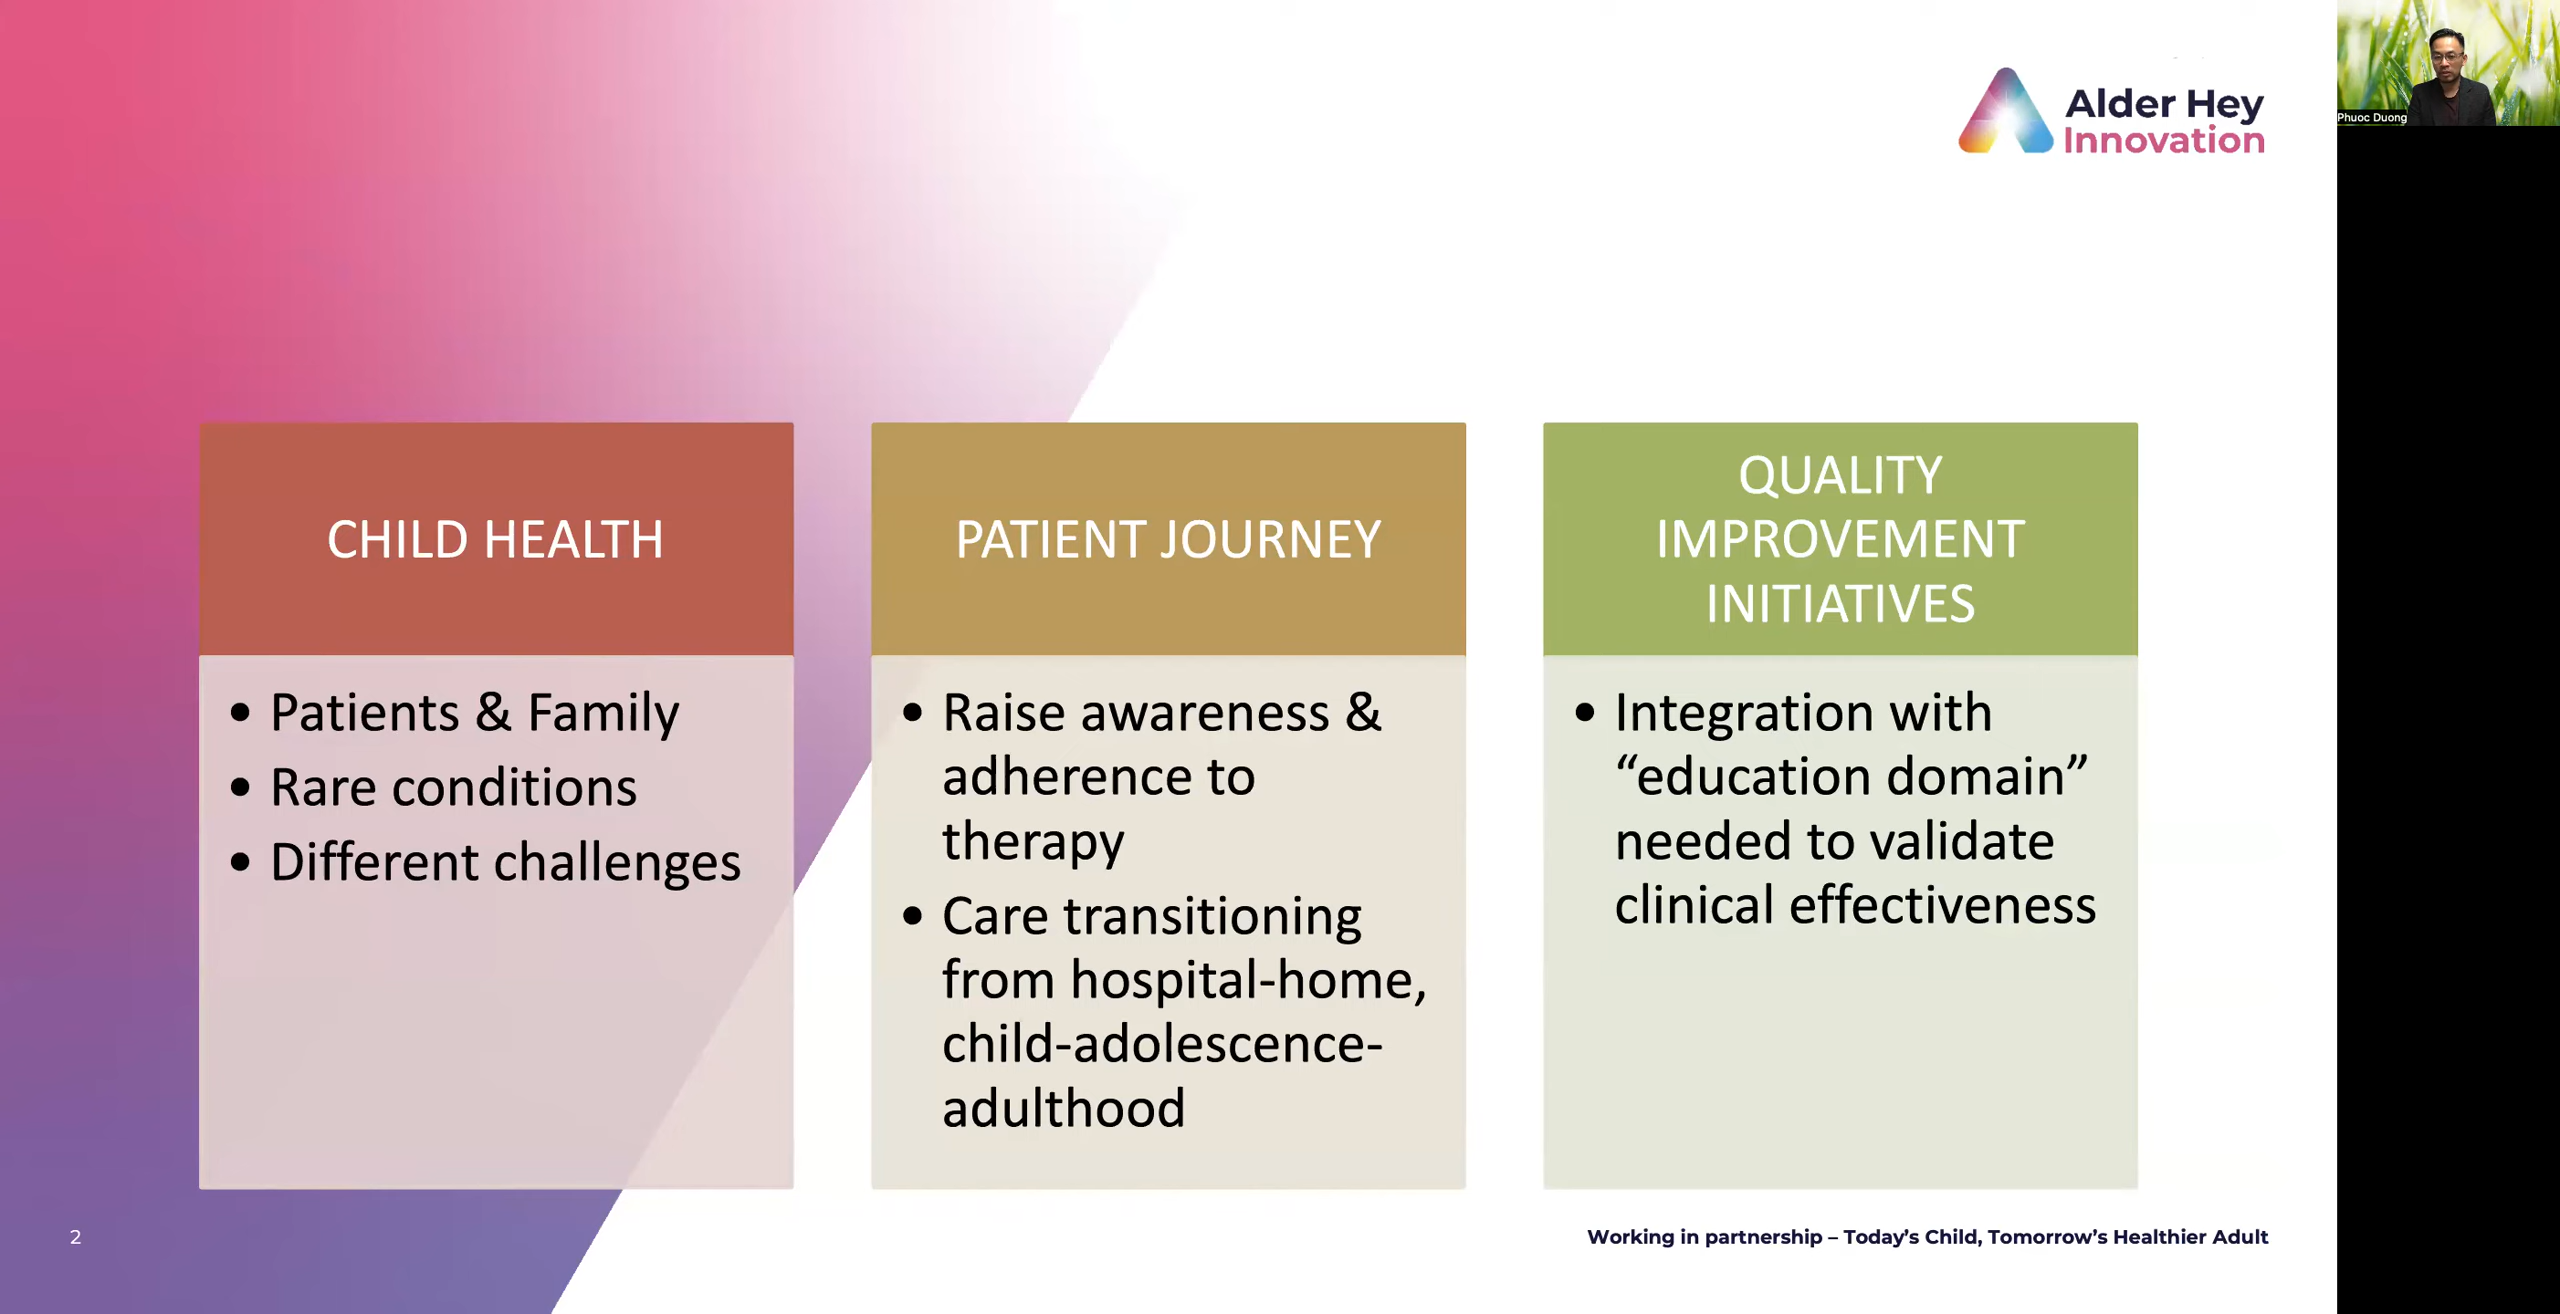 Alder Hey
Innovation
Phuoc Duong
CHILD HEALTH
• Patients & Family
• Rare conditions
• Different challenges
PATIENT JOURNEY
• Raise awareness &
adherence to
therapy
• Care transitioning
from hospital-home,
child-adolescence-
adulthood
QUALITY
IMPROVEMENT
INITIATIVES
• Integration with
“education domain”
needed to validate
clinical effectiveness
2
Working in partnership – Today’s Child, Tomorrow’s Healthier Adult